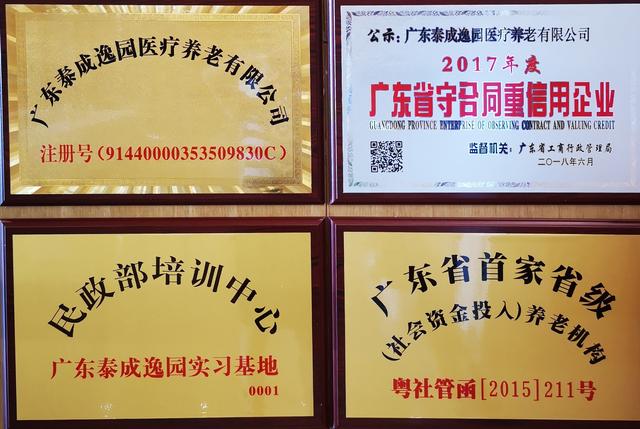 广东泰成逸园医疗养老有限公司
注册号（91440000353509830C）
公示：广东泰成逸园医疗养老有限公司
2017年度
广东省守合同重信用企业
GUANGDONG PROVINCE ENTERPRISE OF OBSERVING CONTRACT AND VALUING CREDIT
监督机关：广东省工商行政管理局
二〇一八年六月
民政部培训中心
广东泰成逸园实习基地
0001
广东省首家省级
(社会资金投入)养老机构
粤社管函[2015]211号